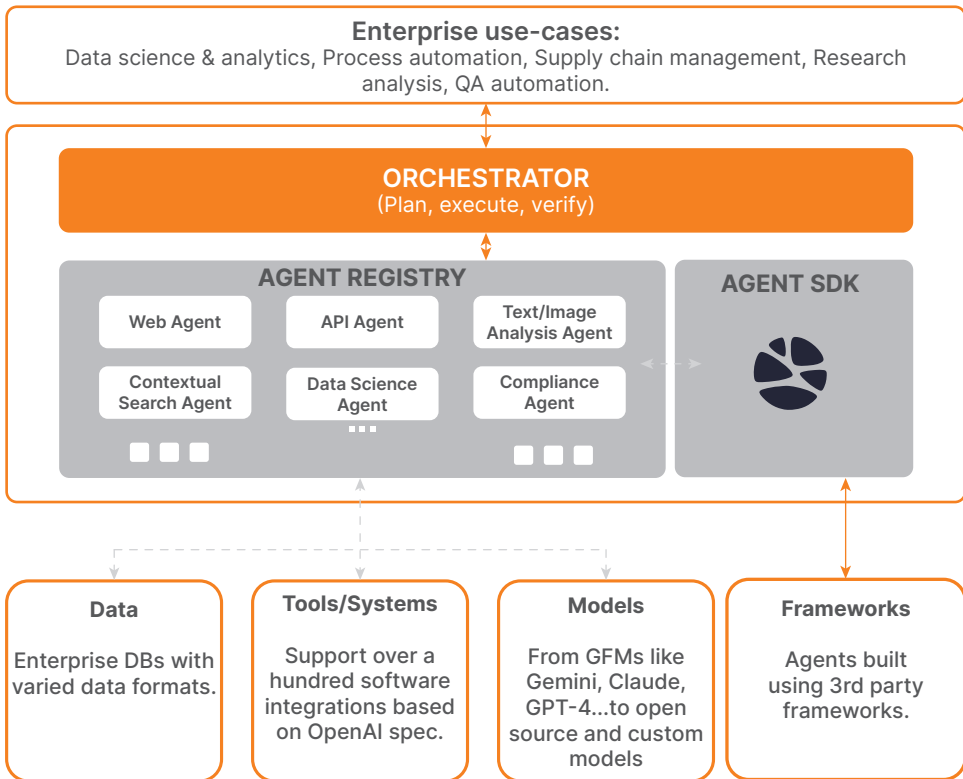 Enterprise use-cases:
Data science & analytics, Process automation, Supply chain management, Research
analysis, QA automation.
ORCHESTRATOR
(Plan, execute, verify)
AGENT REGISTRY
Web Agent
API Agent
Text/Image
Analysis Agent
Contextual
Search Agent
Data Science
Agent
Compliance
Agent
AGENT SDK
Data
Enterprise DBs with
varied data formats.
Tools/Systems
Support over a
hundred software
integrations based
on OpenAI spec.
Models
From GFMs like
Gemini, Claude,
GPT-4...to open
source and custom
models
Frameworks
Agents built
using 3rd party
frameworks.